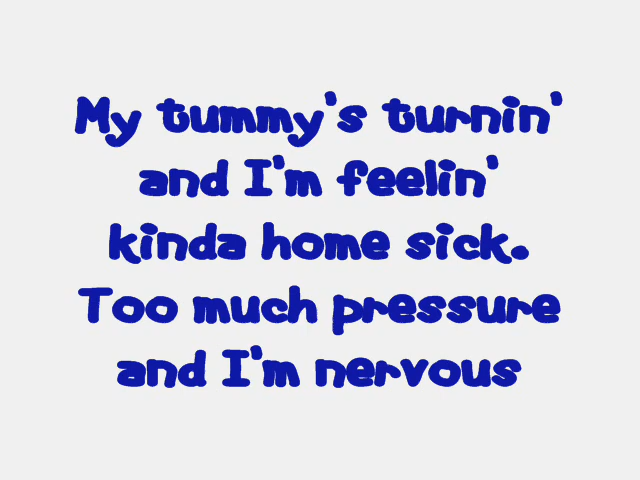 My tummy's turnin'
and I'm feelin'
kinda home sick.
Too much pressure
and I'm nervous